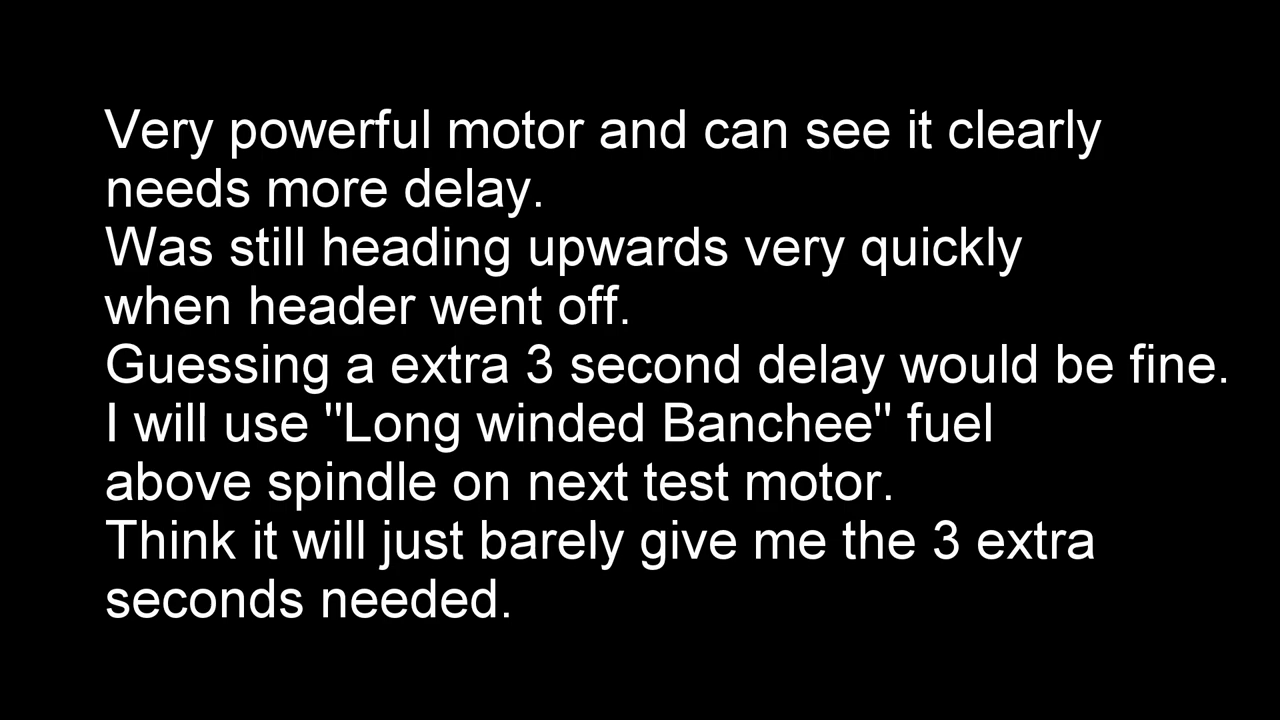 Very powerful motor and can see it clearly
needs more delay.
Was still heading upwards very quickly
when header went off.
Guessing a extra 3 second delay would be fine.
I will use "Long winded Banchee" fuel
above spindle on next test motor.
Think it will just barely give me the 3 extra
seconds needed.